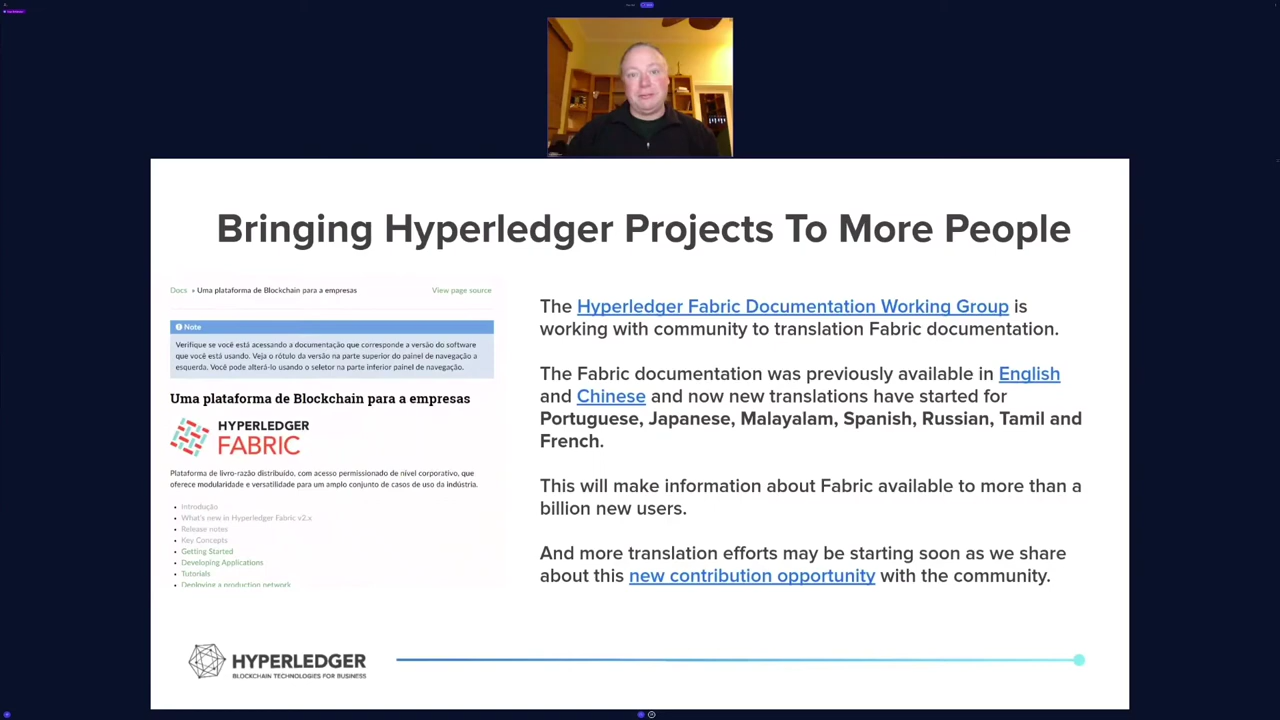 Bringing Hyperledger Projects To More People
Docs » Uma plataforma de Blockchain para a empresas
View page source
Note
Verifique se você está acessando a documentação que corresponde a versão do software
que você está usando. Veja o rótulo da versão na parte superior do painel de navegação a
esquerda. Você pode alterá-lo usando o seletor na parte inferior painel de navegação.
Uma plataforma de Blockchain para a empresas
HYPERLEDGER
FABRIC
Plataforma de livro-razão distribuído, com acesso permissionado de nível corporativo, que
oferece modularidade e versatilidade para um amplo conjunto de casos de uso da indústria.
Introdução
What's new in Hyperledger Fabric v2.x
Release notes
Key Concepts
Getting Started
Developing Applications
Tutorials
Deploying a production network
The Hyperledger Fabric Documentation Working Group is
working with community to translation Fabric documentation.
The Fabric documentation was previously available in English
and Chinese and now new translations have started for
Portuguese, Japanese, Malayalam, Spanish, Russian, Tamil and
French.
This will make information about Fabric available to more than a
billion new users.
And more translation efforts may be starting soon as we share
about this new contribution opportunity with the community.
HYPERLEDGER
BLOCKCHAIN TECHNOLOGIES FOR BUSINESS